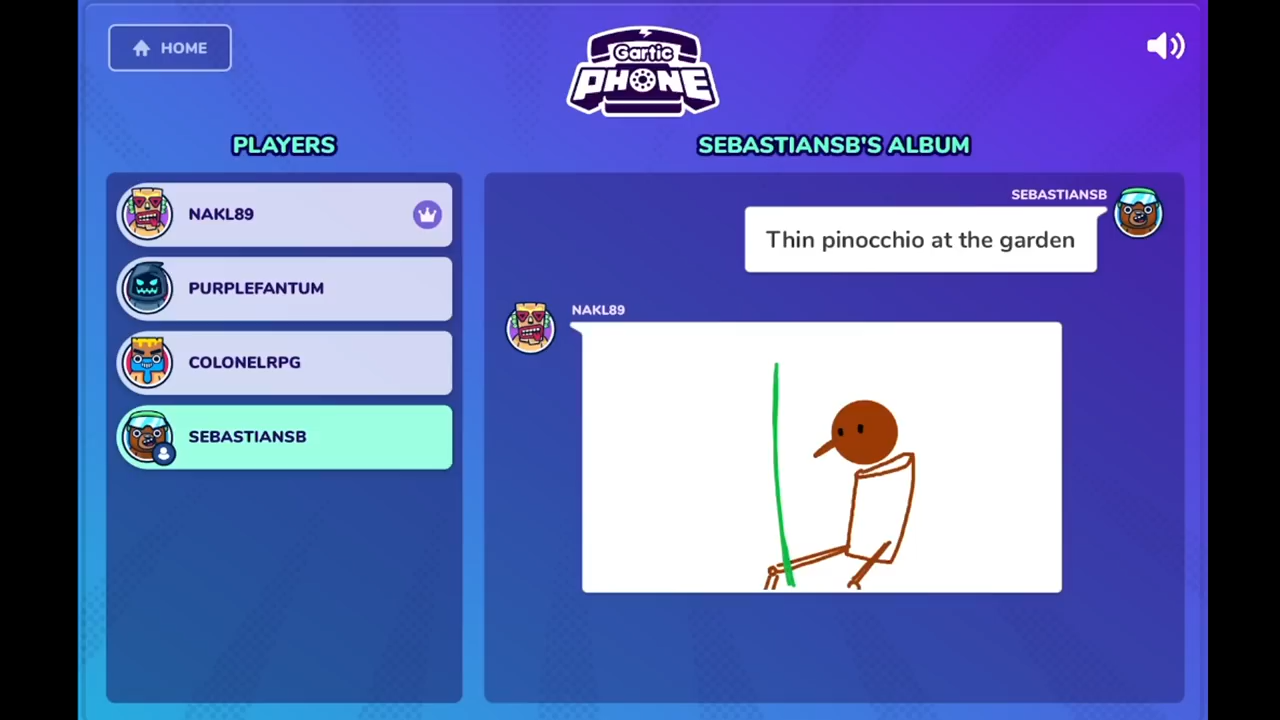 HOME
Gartic
PHONE
PLAYERS
SEBASTIANSB'S ALBUM
NAKL89
PURPLEFANTUM
COLONELRPG
SEBASTIANSB
SEBASTIANSB
Thin pinocchio at the garden
NAKL89